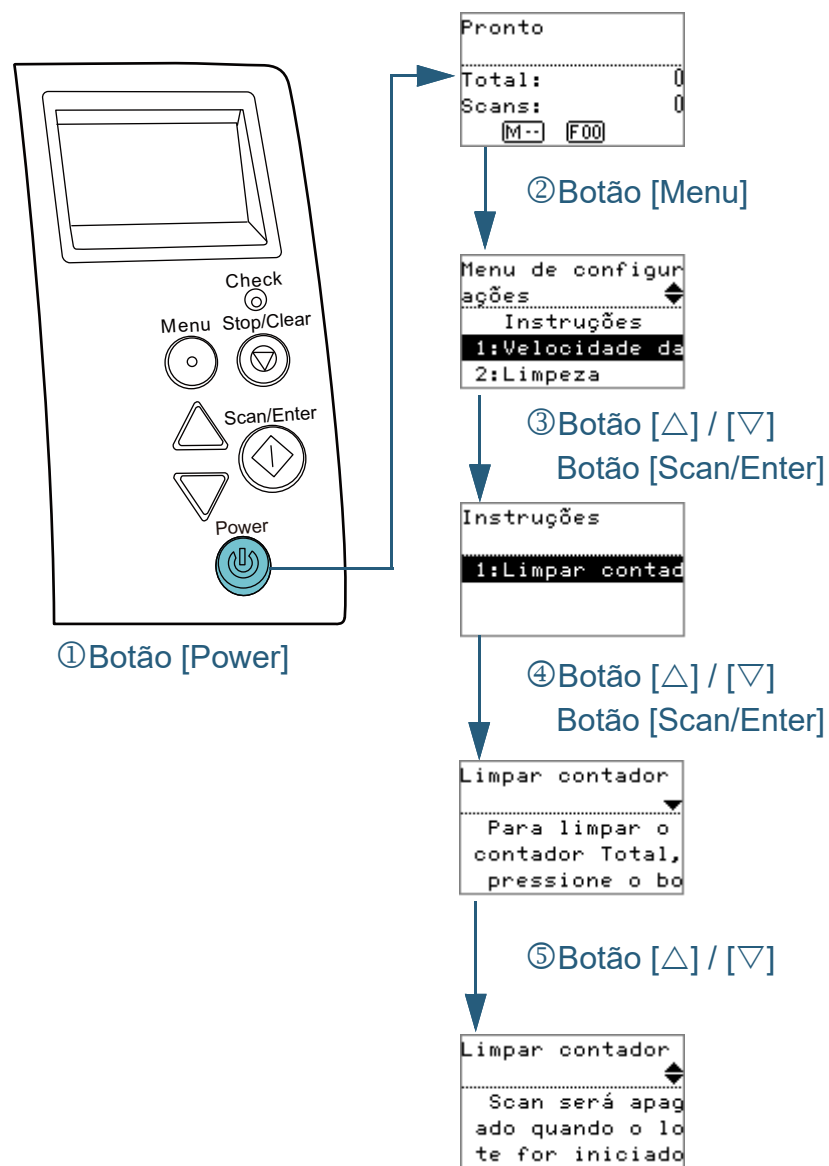 Check
Menu
Stop/Clear
Scan/Enter
Power
①Botão [Power]
Pronto
Total: 0
Scans: 0
M-- F00
②Botão [Menu]
Menu de configur
ações
Instruções
1:Velocidade da
2:Limpeza
③Botão [△] / [▽]
Botão [Scan/Enter]
Instruções
1:Limpar contad
④Botão [△] / [▽]
Botão [Scan/Enter]
Limpar contador
Para limpar o
contador Total,
pressione o bo
⑤Botão [△] / [▽]
Limpar contador
Scan será apag
ado quando o lo
te for iniciado